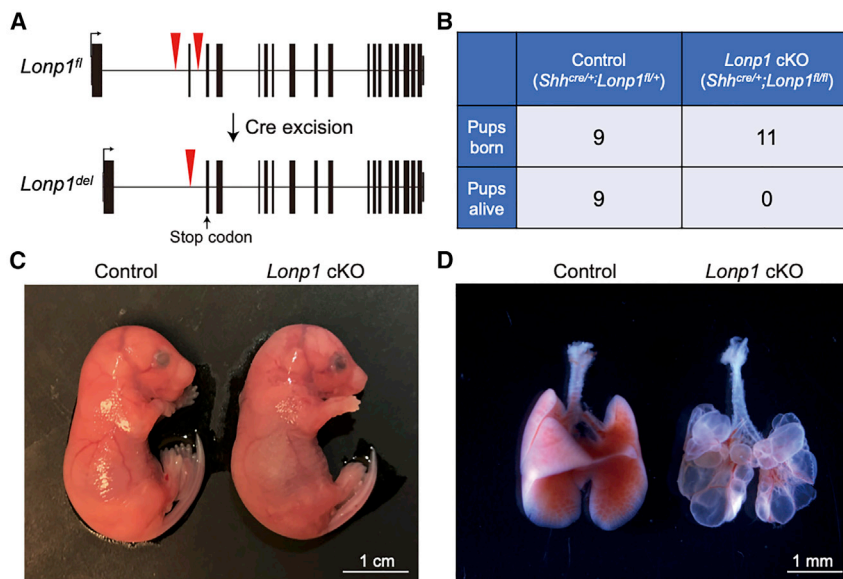 A
Lonp1fl
Cre excision
Lonp1del
Stop codon
B
Control
(Shhcre/+;Lonp1fl/+)
Lonp1 cKO
(Shhcre/+;Lonp1fl/fl)
Pups
born
9
11
Pups
alive
9
0
C
Control
Lonp1 cKO
1 cm
D
Control
Lonp1 cKO
1 mm